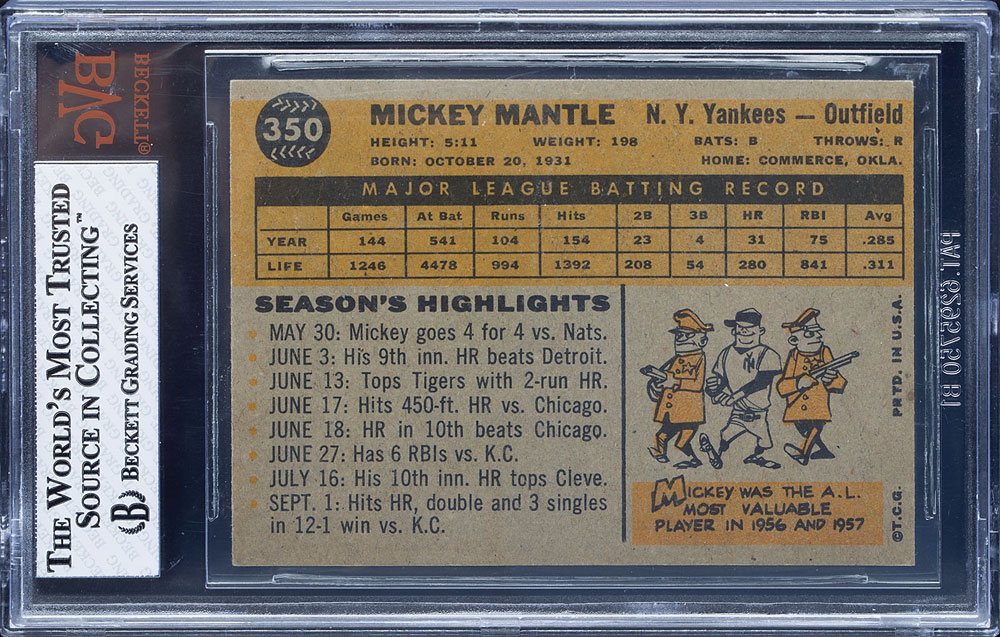 BECKETT®
BVG
THE WORLD'S MOST TRUSTED
SOURCE IN COLLECTING™
BECKETT GRADING SERVICES
B
350
MICKEY MANTLE N. Y. Yankees — Outfield
HEIGHT: 5:11 WEIGHT: 198 BATS: B THROWS: R
BORN: OCTOBER 20, 1931 HOME: COMMERCE, OKLA.
MAJOR LEAGUE BATTING RECORD
Games At Bat Runs Hits 2B 3B HR RBI Avg
YEAR 144 541 104 154 23 4 31 75 .285
LIFE 1246 4478 994 1392 208 54 280 841 .311
SEASON'S HIGHLIGHTS
MAY 30: Mickey goes 4 for 4 vs. Nats.
• JUNE 3: His 9th inn. HR beats Detroit.
• JUNE 13: Tops Tigers with 2-run HR.
• JUNE 17: Hits 450-ft. HR vs. Chicago.
• JUNE 18: HR in 10th beats Chicago.
• JUNE 27: Has 6 RBIs vs. K.C.
• JULY 16: His 10th inn. HR tops Cleve.
• SEPT. 1: Hits HR, double and 3 singles
in 12-1 win vs. K.C.
NY
MICKEY WAS THE A.L.
MOST VALUABLE
PLAYER IN 1956 AND 1957
©T.C.G. PRTD. IN U.S.A.